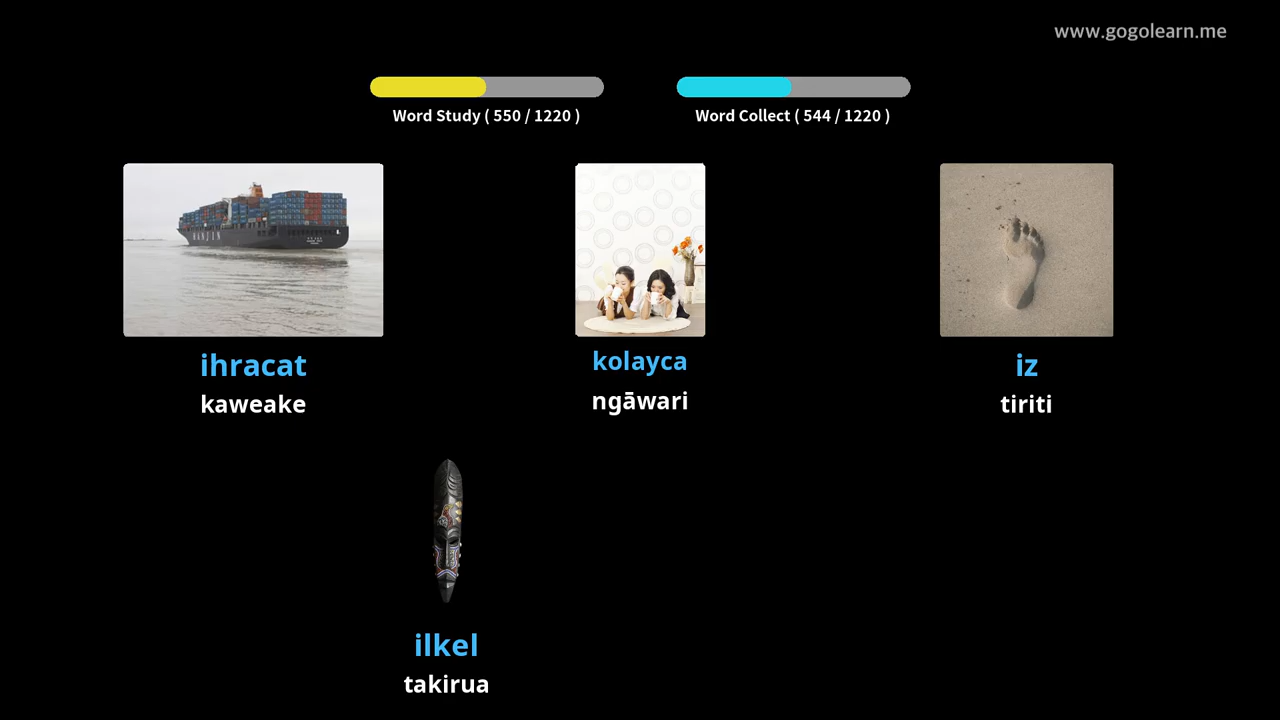 www.gogolearn.me
Word Study ( 550 / 1220 )
Word Collect ( 544 / 1220 )
HANJIN
ihracat
kaweake
kolayca
ngāwari
iz
tiriti
ilkel
takirua